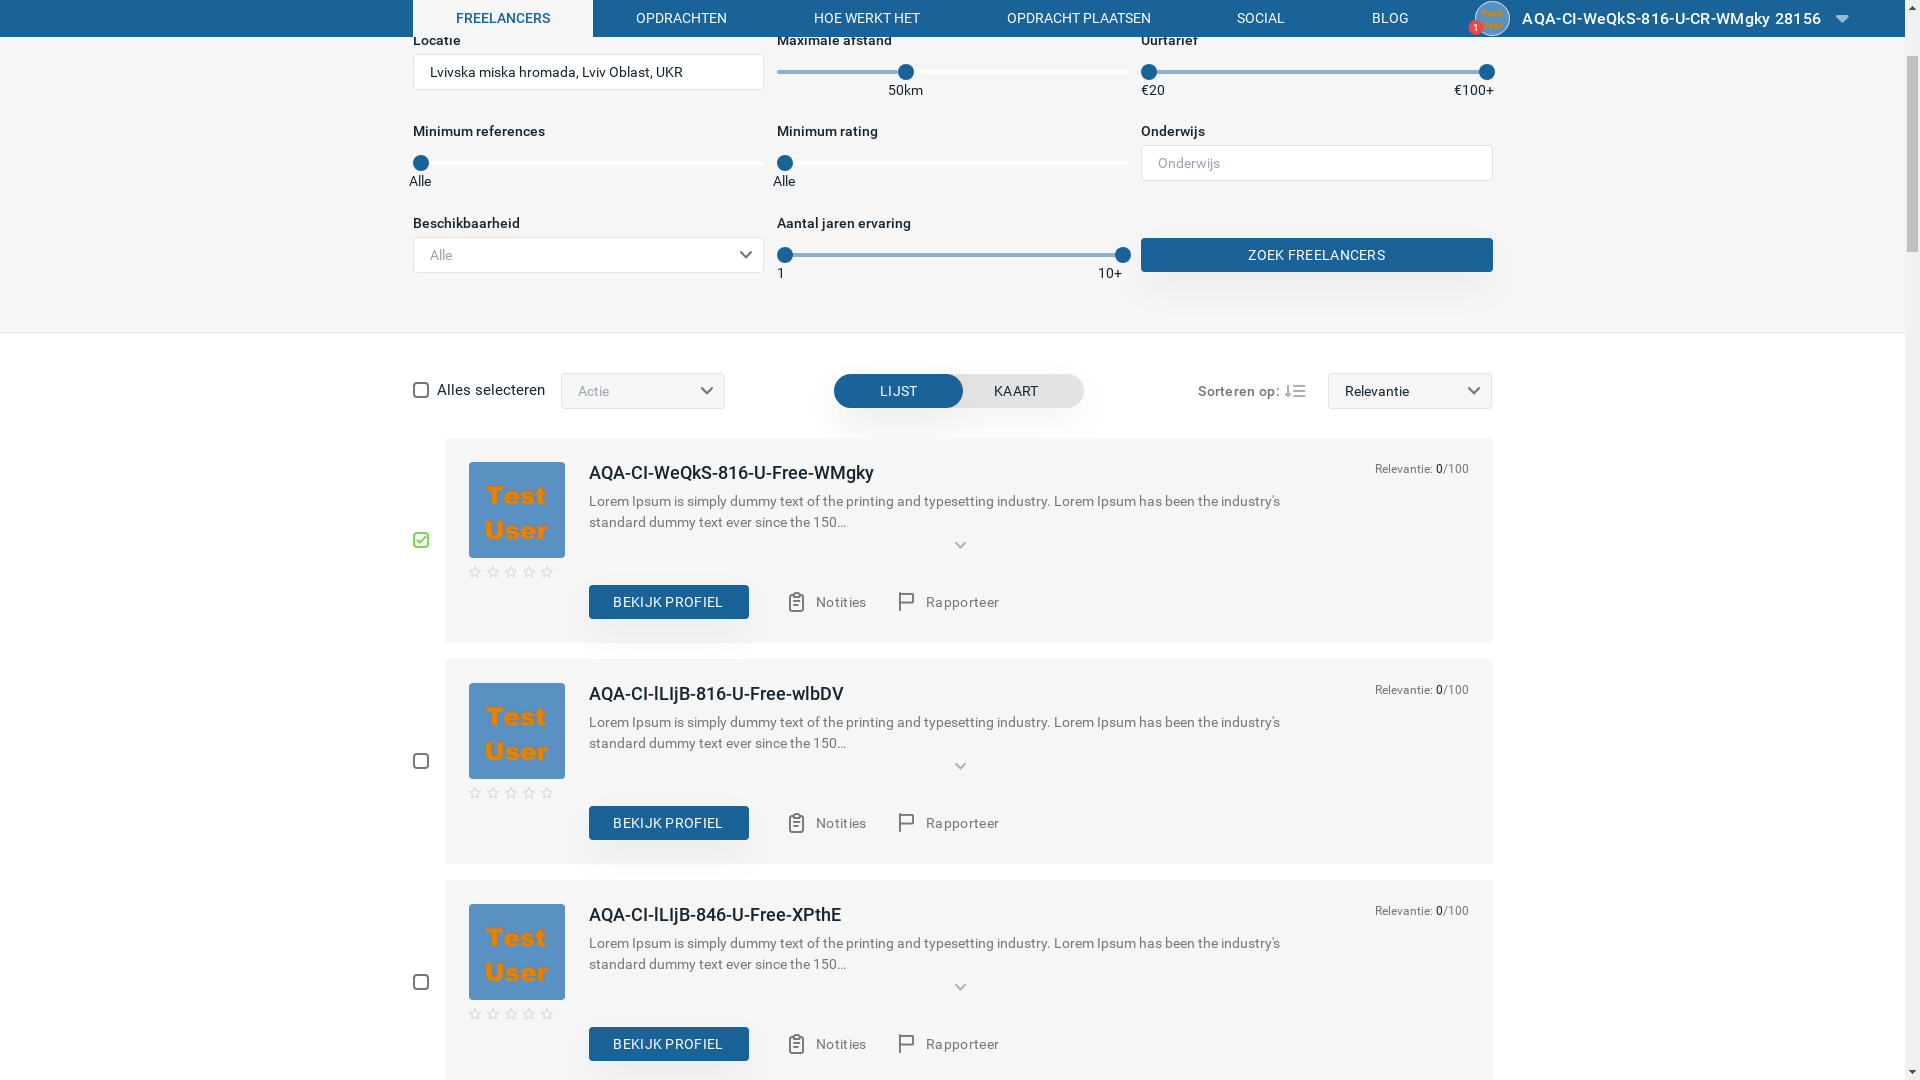 FREELANCERS OPDRACHTEN HOE WERKT HET OPDRACHT PLAATSEN SOCIAL BLOG Test User 1 AQA-CI-WeQkS-816-U-CR-WMgky 28156
Locatie Maximale afstand Uurtarief
Lvivska miska hromada, Lviv Oblast, UKR
50km €20 €100+
Minimum references Minimum rating Onderwijs
Onderwijs
Alle Alle
Beschikbaarheid Aantal jaren ervaring
Alle ZOEK FREELANCERS
1 10+
Alles selecteren Actie LIJST KAART Sorteren op: Relevantie
AQA-CI-WeQkS-816-U-Free-WMgky Relevantie: 0/100
Test
User
Lorem Ipsum is simply dummy text of the printing and typesetting industry. Lorem Ipsum has been the industry's
standard dummy text ever since the 150...
BEKIJK PROFIEL Notities Rapporteer
AQA-CI-lLIjB-816-U-Free-wlbDV Relevantie: 0/100
Test
User
Lorem Ipsum is simply dummy text of the printing and typesetting industry. Lorem Ipsum has been the industry's
standard dummy text ever since the 150...
BEKIJK PROFIEL Notities Rapporteer
AQA-CI-lLIjB-846-U-Free-XPthE Relevantie: 0/100
Test
User
Lorem Ipsum is simply dummy text of the printing and typesetting industry. Lorem Ipsum has been the industry's
standard dummy text ever since the 150...
BEKIJK PROFIEL Notities Rapporteer